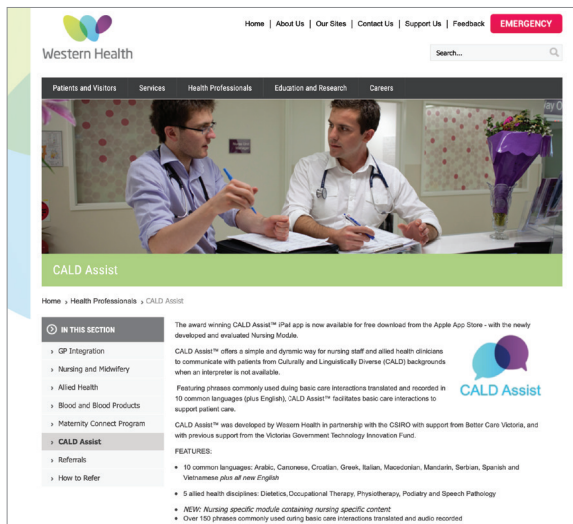 Home | About Us | Our Sites | Contact Us | Support Us | Feedback
EMERGENCY
Western Health
Search...
Patients and Visitors
Services
Health Professionals
Education and Research
Careers
CALD Assist
Home › Health Professionals › CALD Assist
IN THIS SECTION
› GP Integration
› Nursing and Midwifery
› Allied Health
› Blood and Blood Products
› Maternity Connect Program
› CALD Assist
› Referrals
› How to Refer
The award winning CALD Assist™ iPad app is now available for free download from the Apple App Store - with the newly
developed and evaluated Nursing Module.
CALD Assist™ offers a simple and dynamic way for nursing staff and allied health clinicians
to communicate with patients from Culturally and Linguistically Diverse (CALD) backgrounds
when an interpreter is not available.
Featuring phrases commonly used during basic care interactions translated and recorded in
10 common languages (plus English), CALD Assist™ facilitates basic care interactions to
support patient care.
CALD Assist
CALD Assist™ was developed by Western Health in partnership with the CSIRO with support from Better Care Victoria, and
with previous support from the Victorian Government Technology Innovation Fund.
FEATURES:
• 10 common languages: Arabic, Canonese, Croatian, Greek, Italian, Macedonian, Mandarin, Serbian, Spanish and
Vietnamese plus all new English
• 5 allied health disciplines: Dietetics, Occupational Therapy, Physiotherapy, Podiatry and Speech Pathology
• NEW: Nursing specific module containing nursing specific content
• Over 150 phrases commonly used during basic care interactions translated and audio recorded